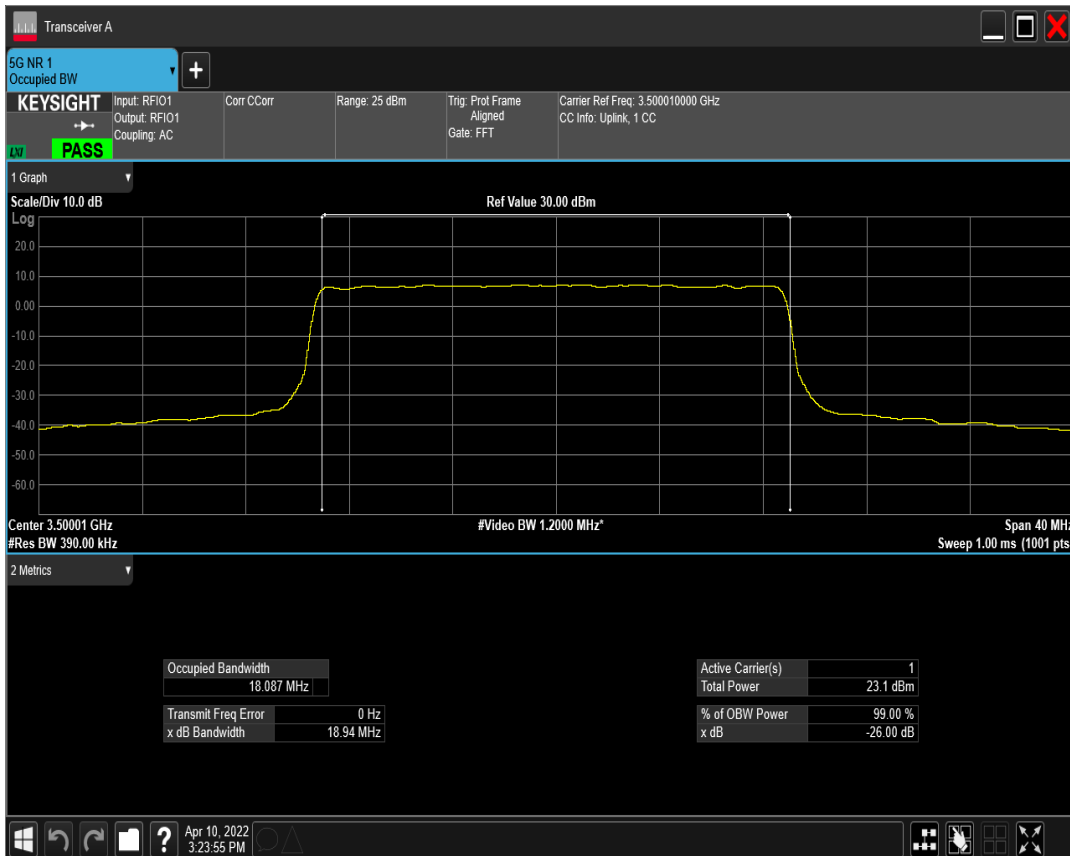 Transceiver A
5G NR 1
Occupied BW
+
KEYSIGHT
LXI
PASS
Input: RFIO1
Output: RFIO1
Coupling: AC
Corr CCorr
Range: 25 dBm
Trig: Prot Frame
Aligned
Gate: FFT
Carrier Ref Freq: 3.500010000 GHz
CC Info: Uplink, 1 CC
1 Graph
Scale/Div 10.0 dB
Ref Value 30.00 dBm
Log
20.0
10.0
0.00
-10.0
-20.0
-30.0
-40.0
-50.0
-60.0
Center 3.50001 GHz
#Video BW 1.2000 MHz*
Span 40 MHz
#Res BW 390.00 kHz
Sweep 1.00 ms (1001 pts
2 Metrics
Occupied Bandwidth
18.087 MHz
Transmit Freq Error 0 Hz
x dB Bandwidth 18.94 MHz
Active Carrier(s) 1
Total Power 23.1 dBm
% of OBW Power 99.00 %
x dB -26.00 dB
?
Apr 10, 2022
3:23:55 PM